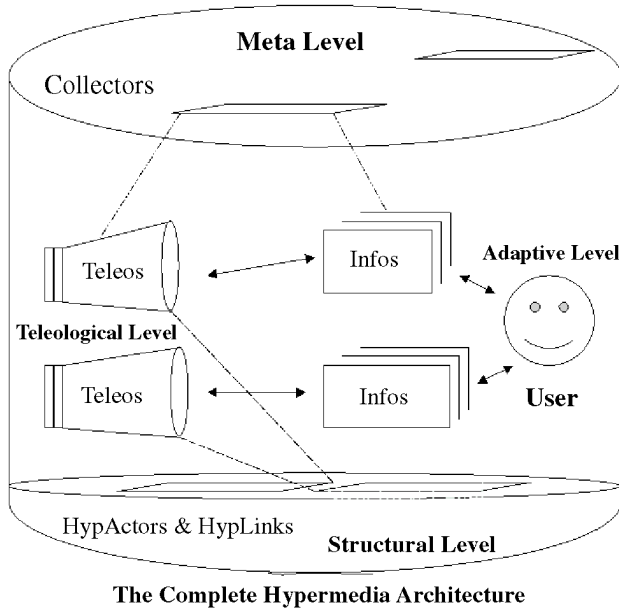 Meta Level
Collectors
Teleos
Infos
Adaptive Level
Teleological Level
Teleos
Infos
User
HypActors & HypLinks
Structural Level
The Complete Hypermedia Architecture